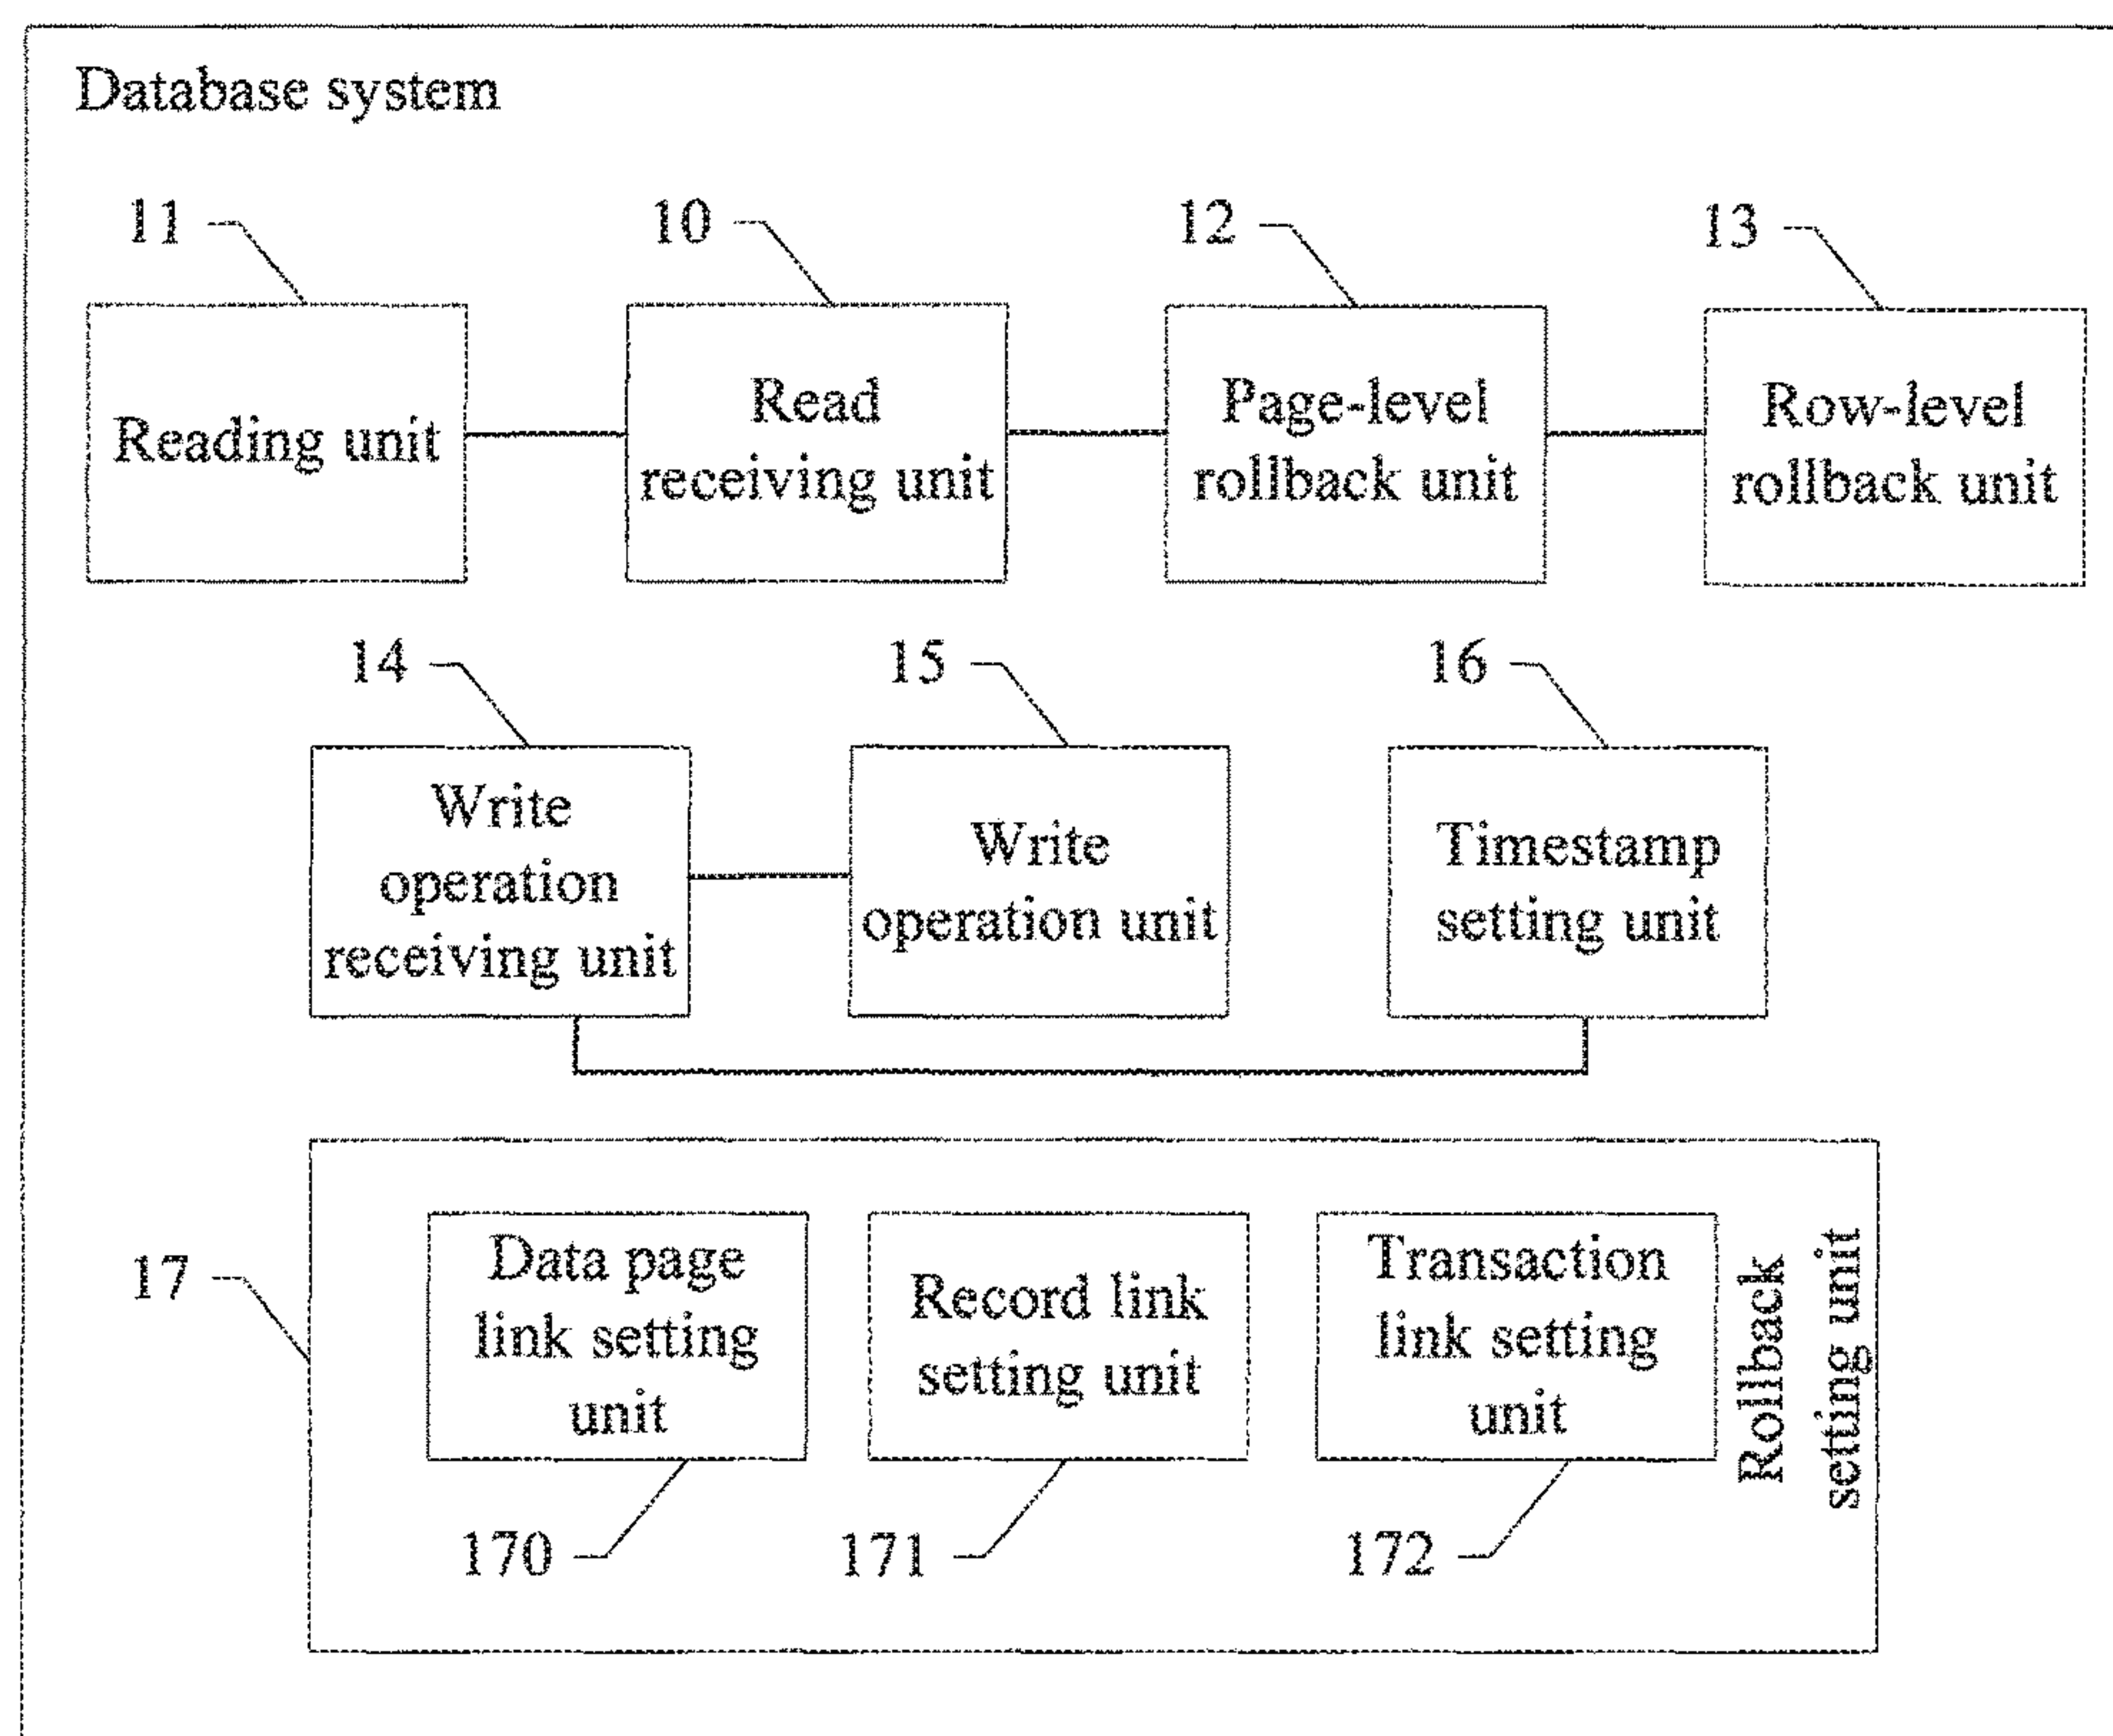 Database system
11
10
12
13
Reading unit
Read
receiving unit
Page-level
rollback unit
Row-level
rollback unit
14
15
16
Write
operation
receiving unit
Write
operation unit
Timestamp
setting unit
17
Data page
link setting
unit
Record link
setting unit
Transaction
link setting
unit
Rollback
setting unit
170
171
172